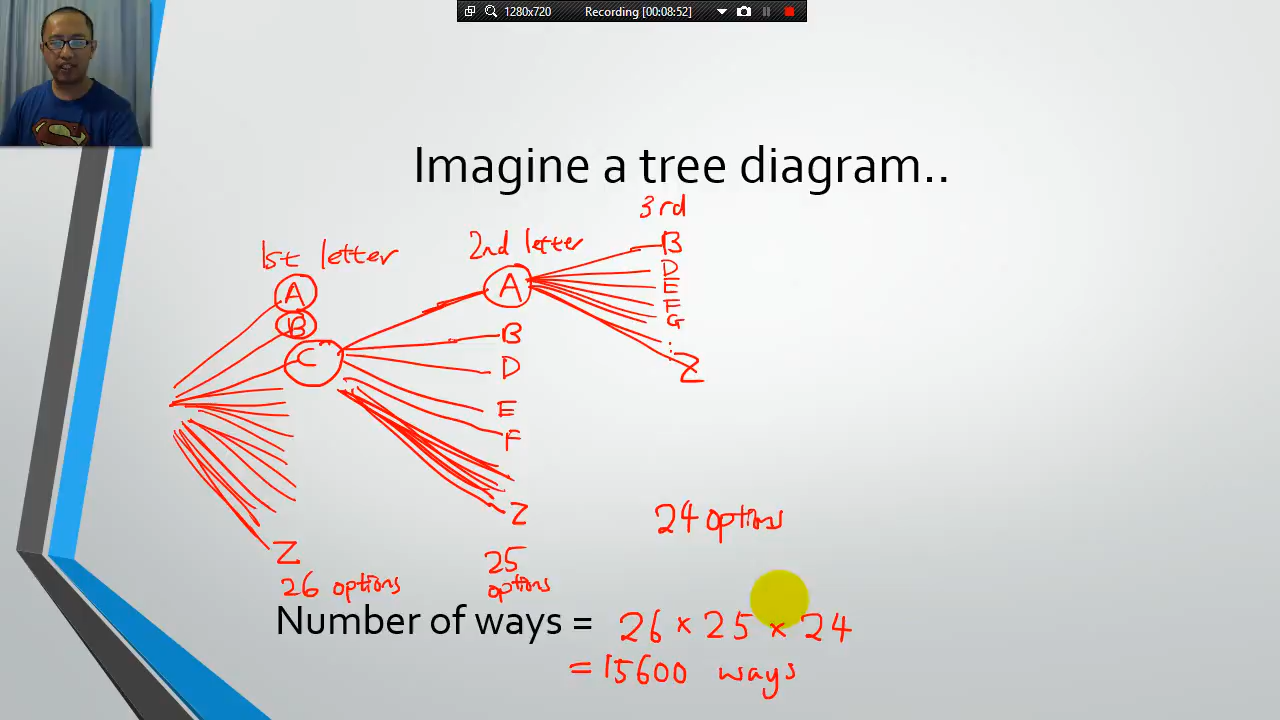 1280x720 Recording [00:08:52]
Imagine a tree diagram..
1st letter 2nd letter 3rd
A A B
B B D
C D E
E F
F G
Z Z Z
26 options 25 options 24 options
Number of ways = 26 × 25 × 24
= 15600 ways